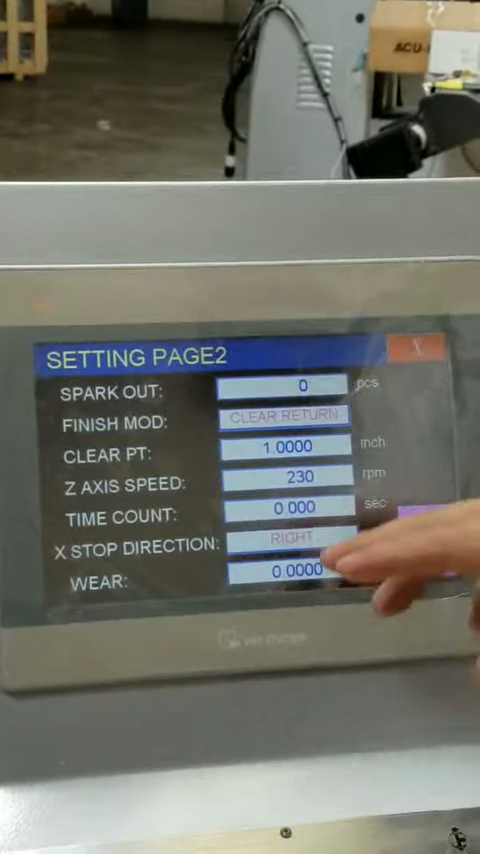 ACU-
SETTING PAGE2
X
SPARK OUT: 0 pcs
FINISH MOD: CLEAR RETURN
CLEAR PT: 1.0000 inch
Z AXIS SPEED: 230 rpm
TIME COUNT: 0.000 sec
X STOP DIRECTION: RIGHT
WEAR: 0.0000